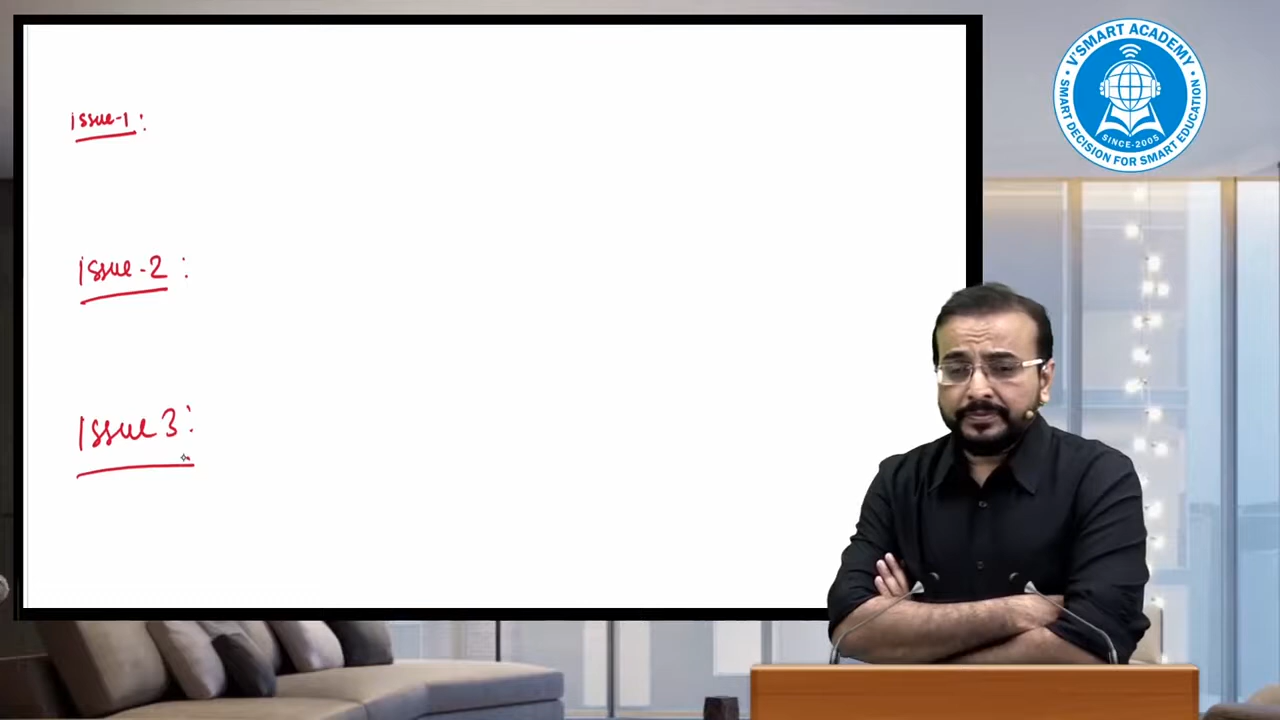 issue-1:
issue-2:
issue 3:
V'SMART ACADEMY
SMART DECISION FOR SMART EDUCATION
SINCE-2005